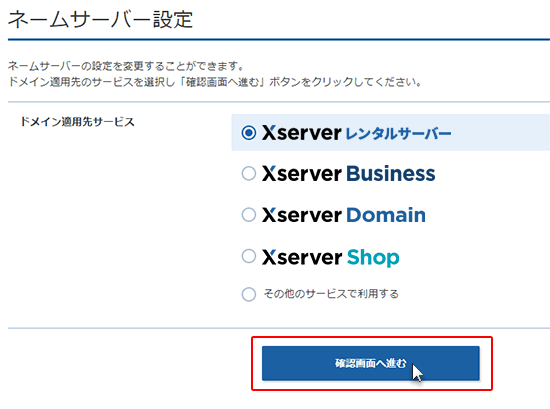 ネームサーバー設定
ネームサーバーの設定を変更することができます。
ドメイン適用先のサービスを選択し「確認画面へ進む」ボタンをクリックしてください。
ドメイン適用先サービス
Xserver レンタルサーバー
Xserver Business
Xserver Domain
Xserver Shop
その他のサービスで利用する
確認画面へ進む